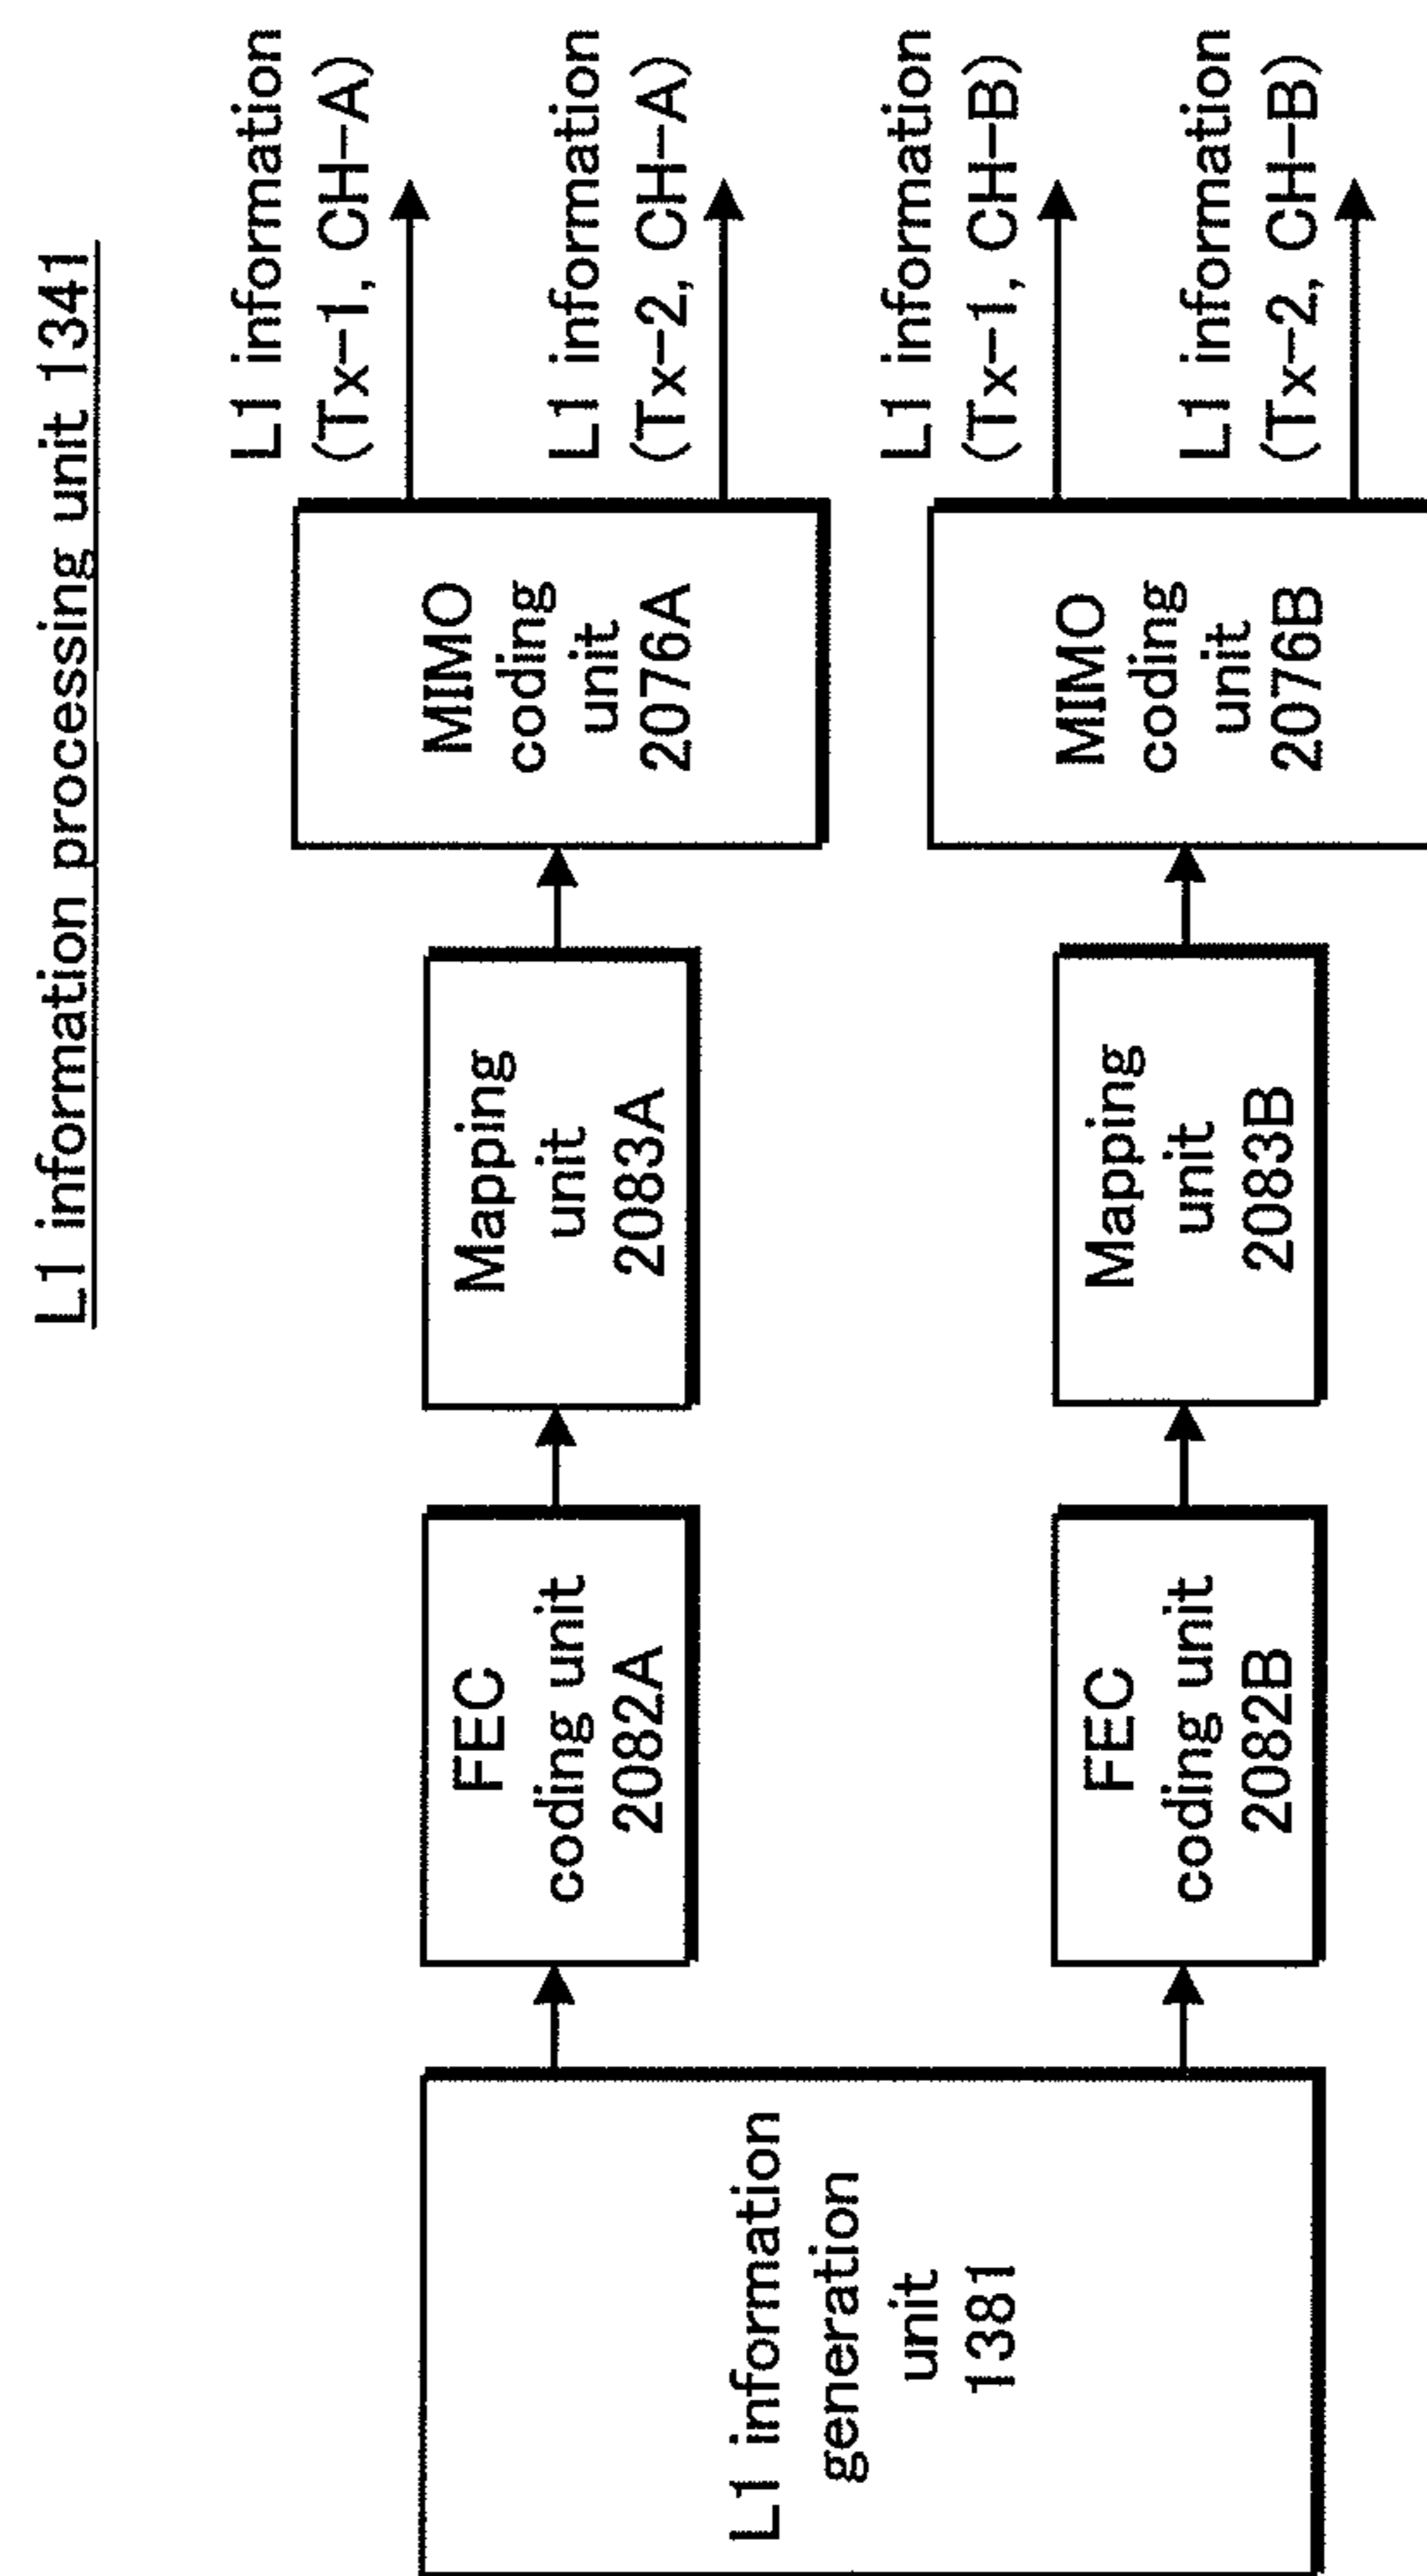 L1 information processing unit 1341
L1 information
generation
unit
1381
FEC
coding unit
2082A
Mapping
unit
2083A
MIMO
coding
unit
2076A
L1 information
(Tx-1, CH-A)
L1 information
(Tx-2, CH-A)
FEC
coding unit
2082B
Mapping
unit
2083B
MIMO
coding
unit
2076B
L1 information
(Tx-1, CH-B)
L1 information
(Tx-2, CH-B)